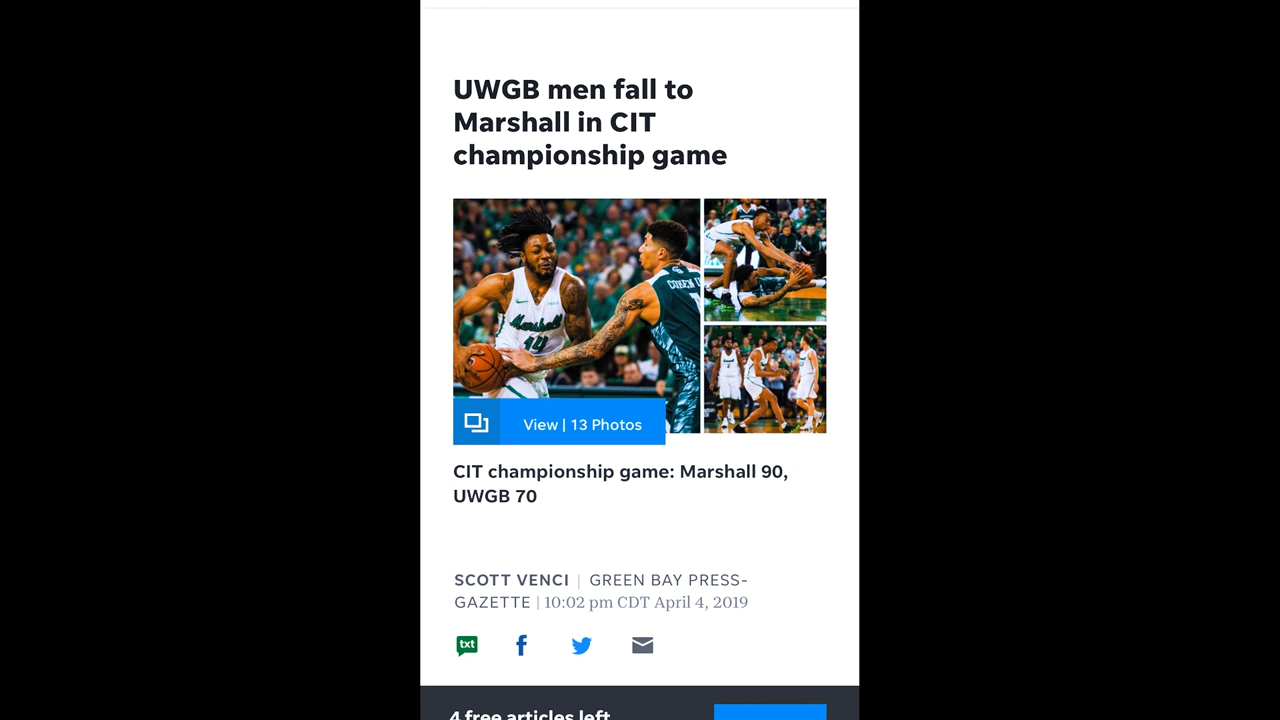 UWGB men fall to
Marshall in CIT
championship game
Marshall
14
View | 13 Photos
CIT championship game: Marshall 90,
UWGB 70
SCOTT VENCI | GREEN BAY PRESS-
GAZETTE | 10:02 pm CDT April 4, 2019
txt
4 free articles left